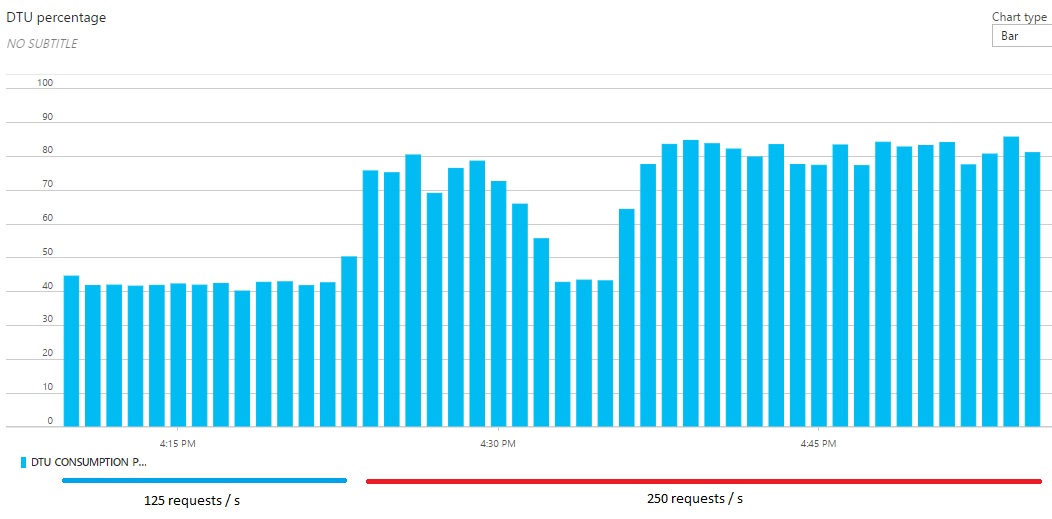 DTU percentage
Chart type
NO SUBTITLE
Bar
100
90
80
70
60
50
40
30
20
10
0
4:15 PM 4:30 PM 4:45 PM
DTU CONSUMPTION P...
125 requests / s 250 requests / s